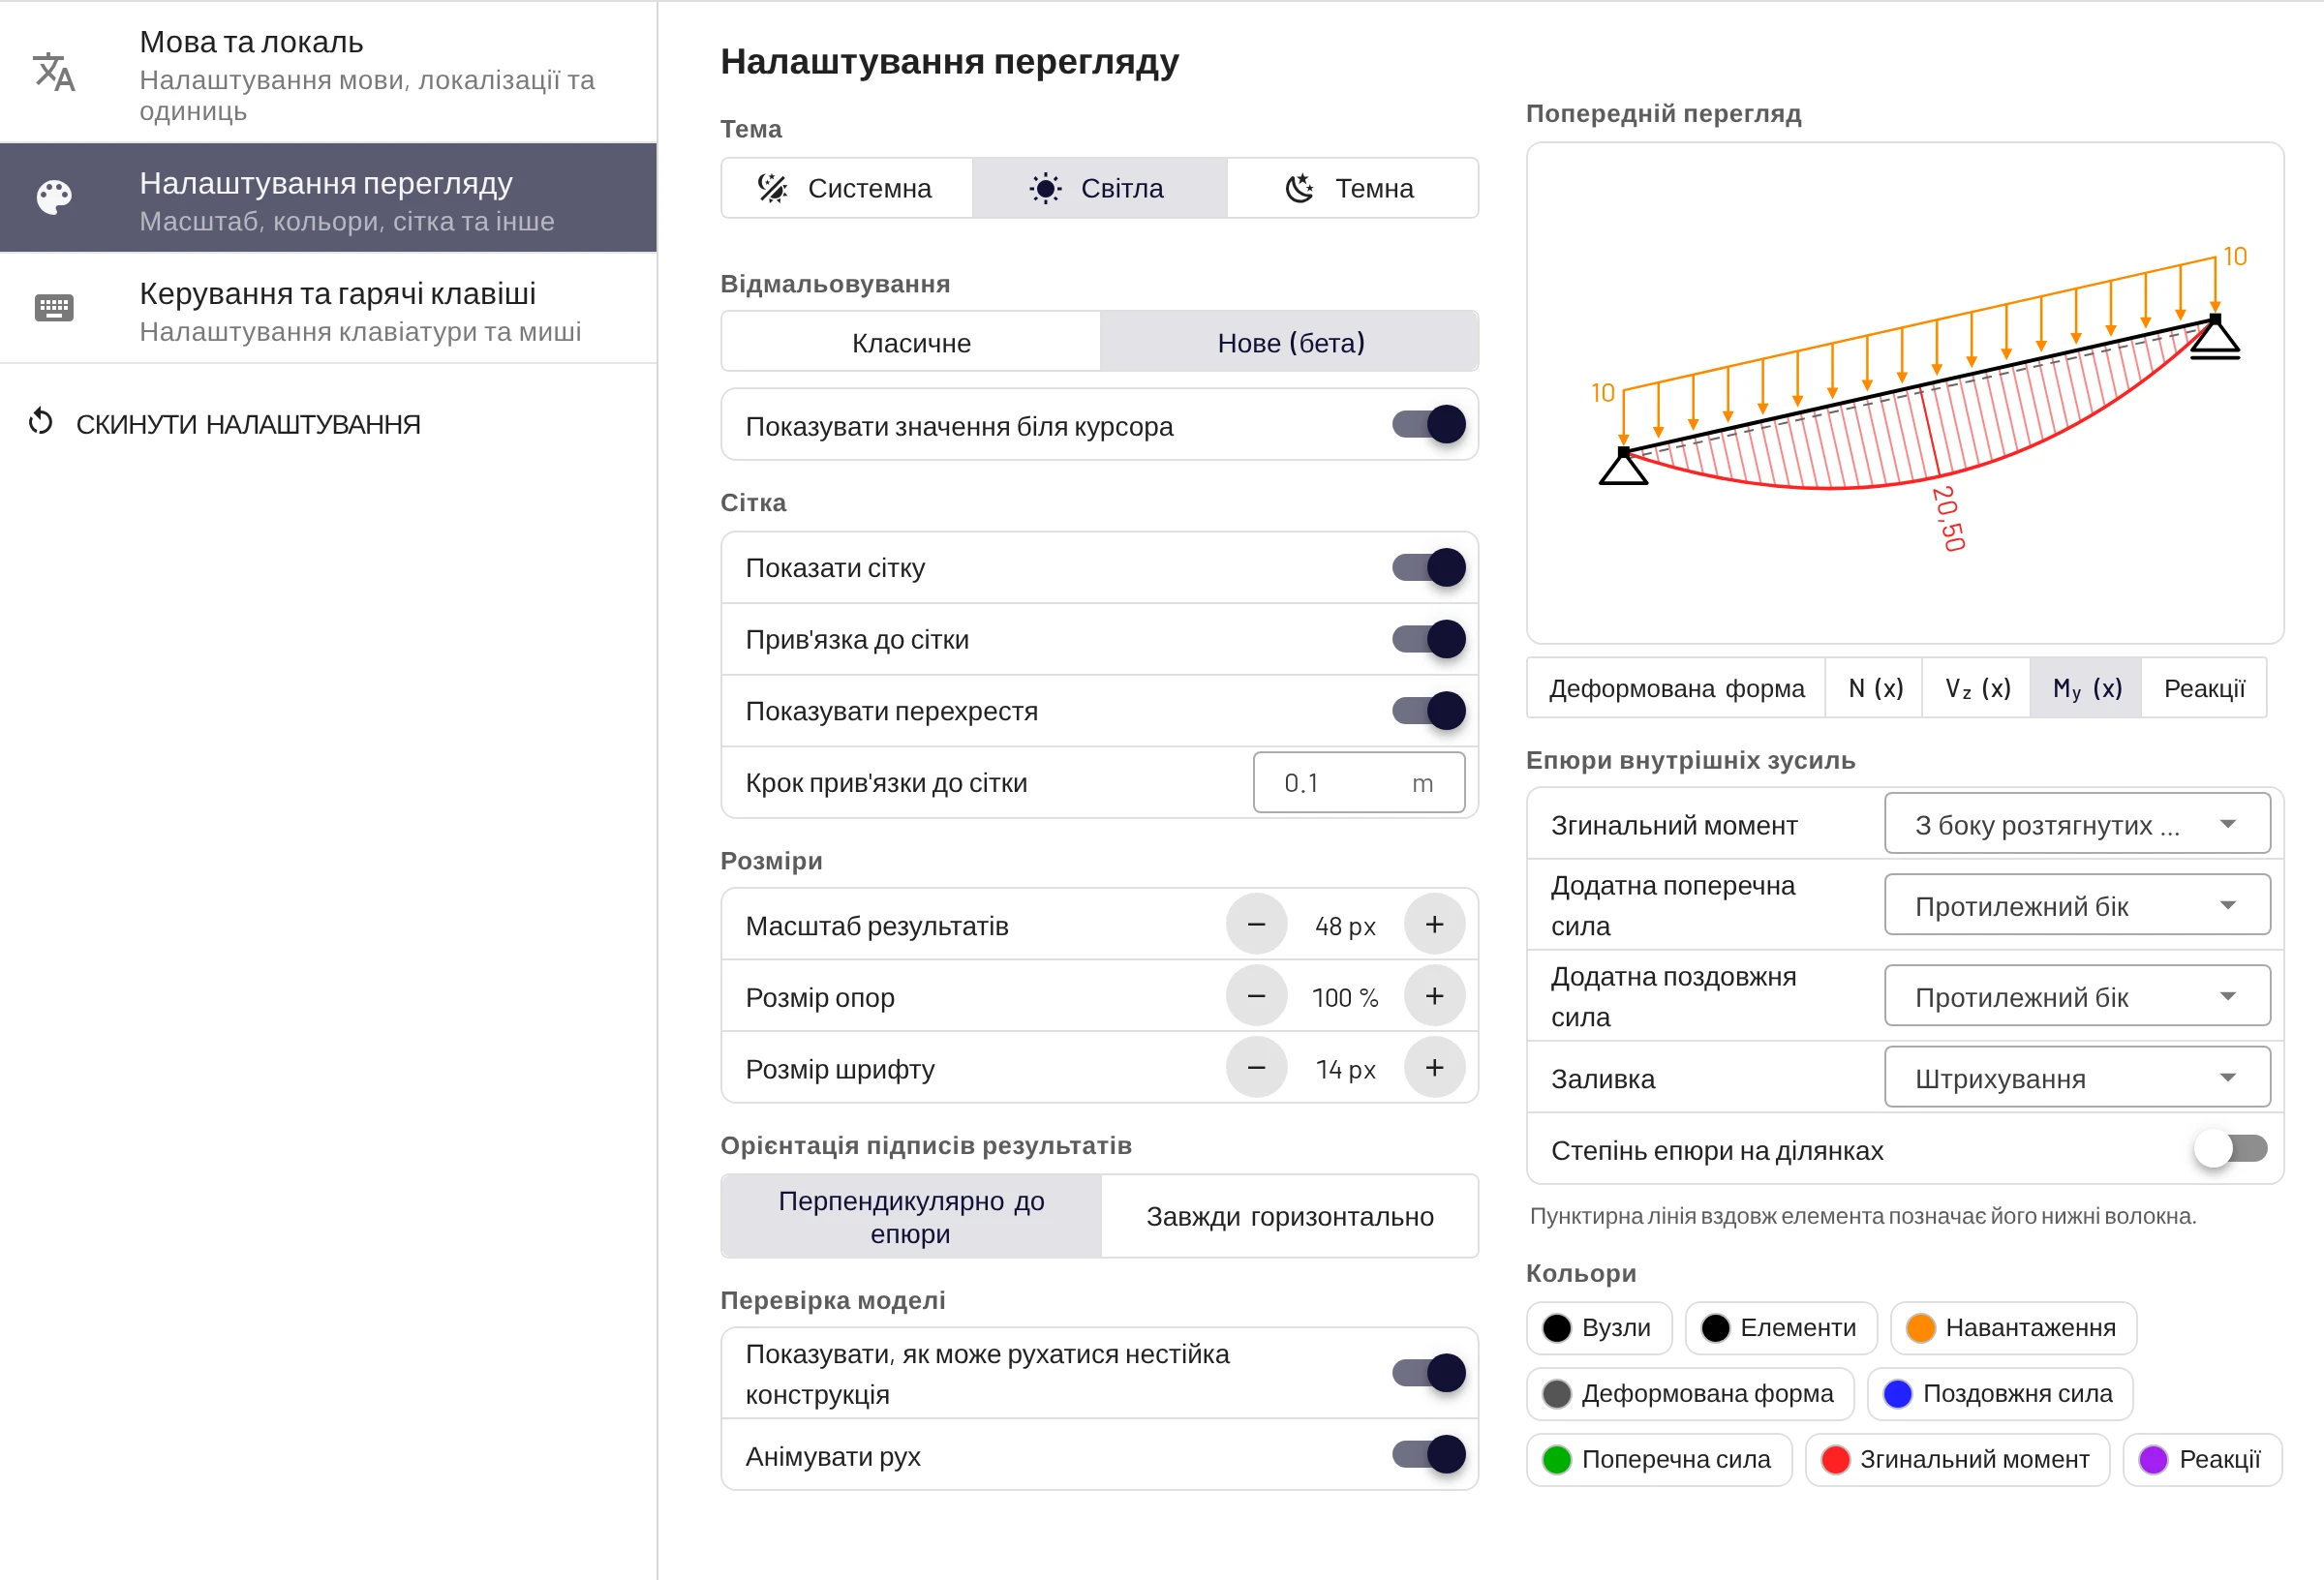 Мова та локаль
Налаштування мови, локалізації та
одиниць
Налаштування перегляду
Масштаб, кольори, сітка та інше
Керування та гарячі клавіші
Налаштування клавіатури та миші
СКИНУТИ НАЛАШТУВАННЯ
Налаштування перегляду
Тема
Системна
Світла
Темна
Відмальовування
Класичне
Нове (бета)
Показувати значення біля курсора
Сітка
Показати сітку
Прив'язка до сітки
Показувати перехрестя
Крок прив'язки до сітки
0.1 m
Розміри
Масштаб результатів
− 48 px +
Розмір опор
− 100 % +
Розмір шрифту
− 14 px +
Орієнтація підписів результатів
Перпендикулярно до
епюри
Завжди горизонтально
Перевірка моделі
Показувати, як може рухатися нестійка
конструкція
Анімувати рух
Попередній перегляд
10
10
20,50
Деформована форма
N (x)
Vz (x)
My (x)
Реакції
Епюри внутрішніх зусиль
Згинальний момент
З боку розтягнутих ...
Додатна поперечна
сила
Протилежний бік
Додатна поздовжня
сила
Протилежний бік
Заливка
Штрихування
Степінь епюри на ділянках
Пунктирна лінія вздовж елемента позначає його нижні волокна.
Кольори
Вузли
Елементи
Навантаження
Деформована форма
Поздовжня сила
Поперечна сила
Згинальний момент
Реакції